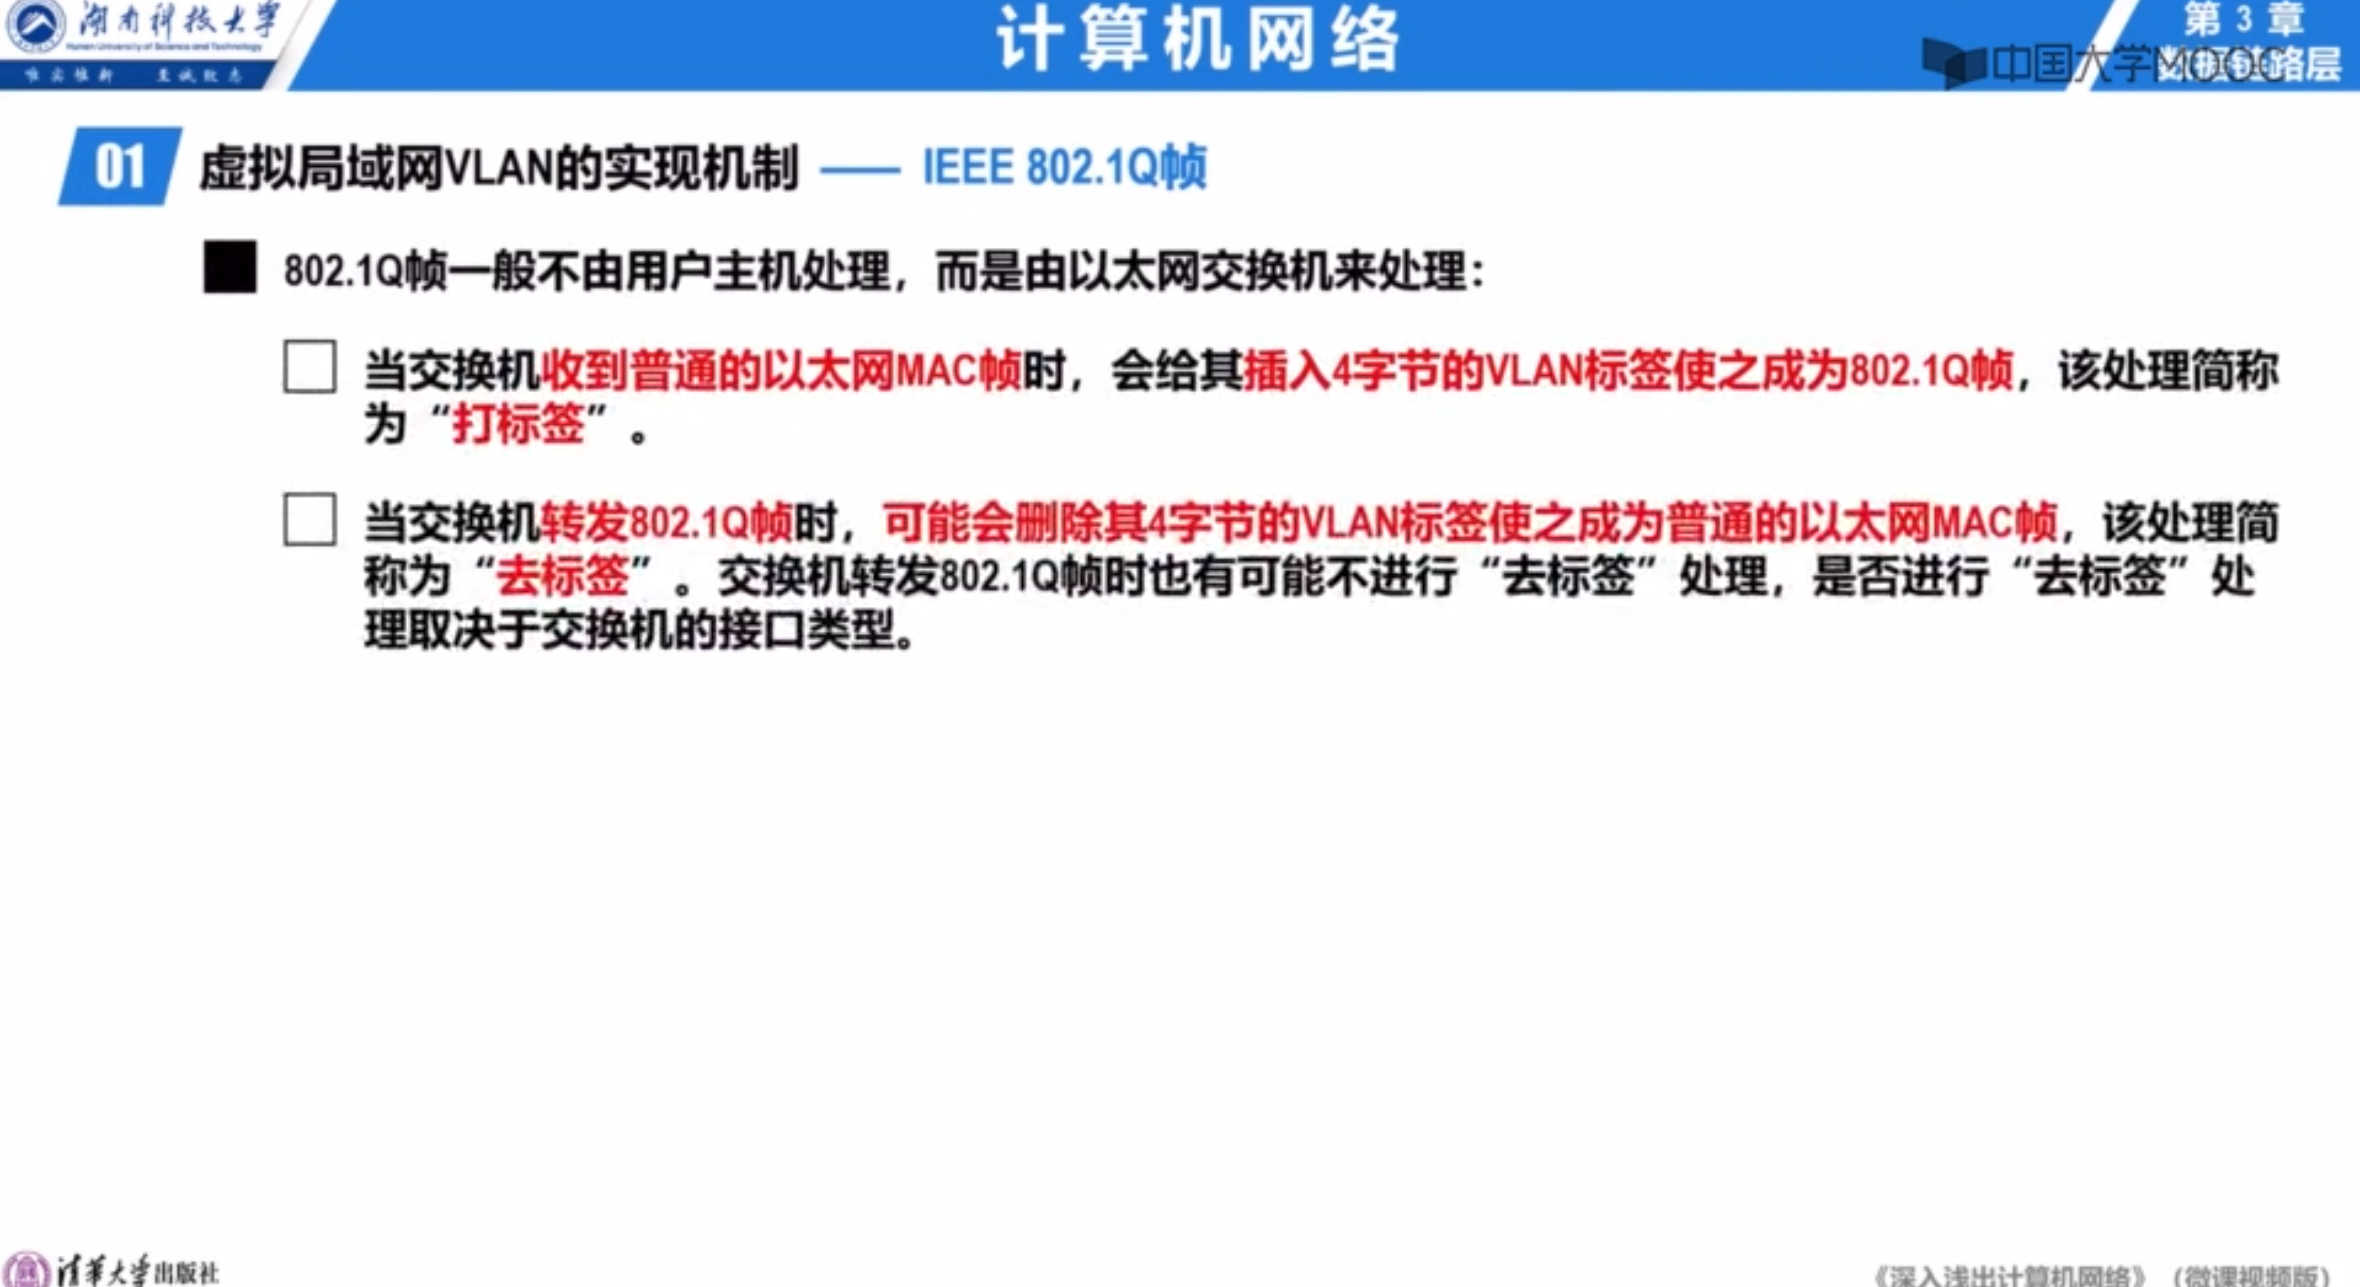 湖南科技大学
Hunan University of Science and Technology
唯实惟新 至诚致志
计算机网络
第 3 章
数据链路层
中国大学MOOC
01 虚拟局域网VLAN的实现机制 —— IEEE 802.1Q帧
802.1Q帧一般不由用户主机处理，而是由以太网交换机来处理：
当交换机收到普通的以太网MAC帧时，会给其插入4字节的VLAN标签使之成为802.1Q帧，该处理简称
为“打标签”。
当交换机转发802.1Q帧时，可能会删除其4字节的VLAN标签使之成为普通的以太网MAC帧，该处理简
称为“去标签”。交换机转发802.1Q帧时也有可能不进行“去标签”处理，是否进行“去标签”处
理取决于交换机的接口类型。
清华大学出版社
《深入浅出计算机网络》（微课视频版）